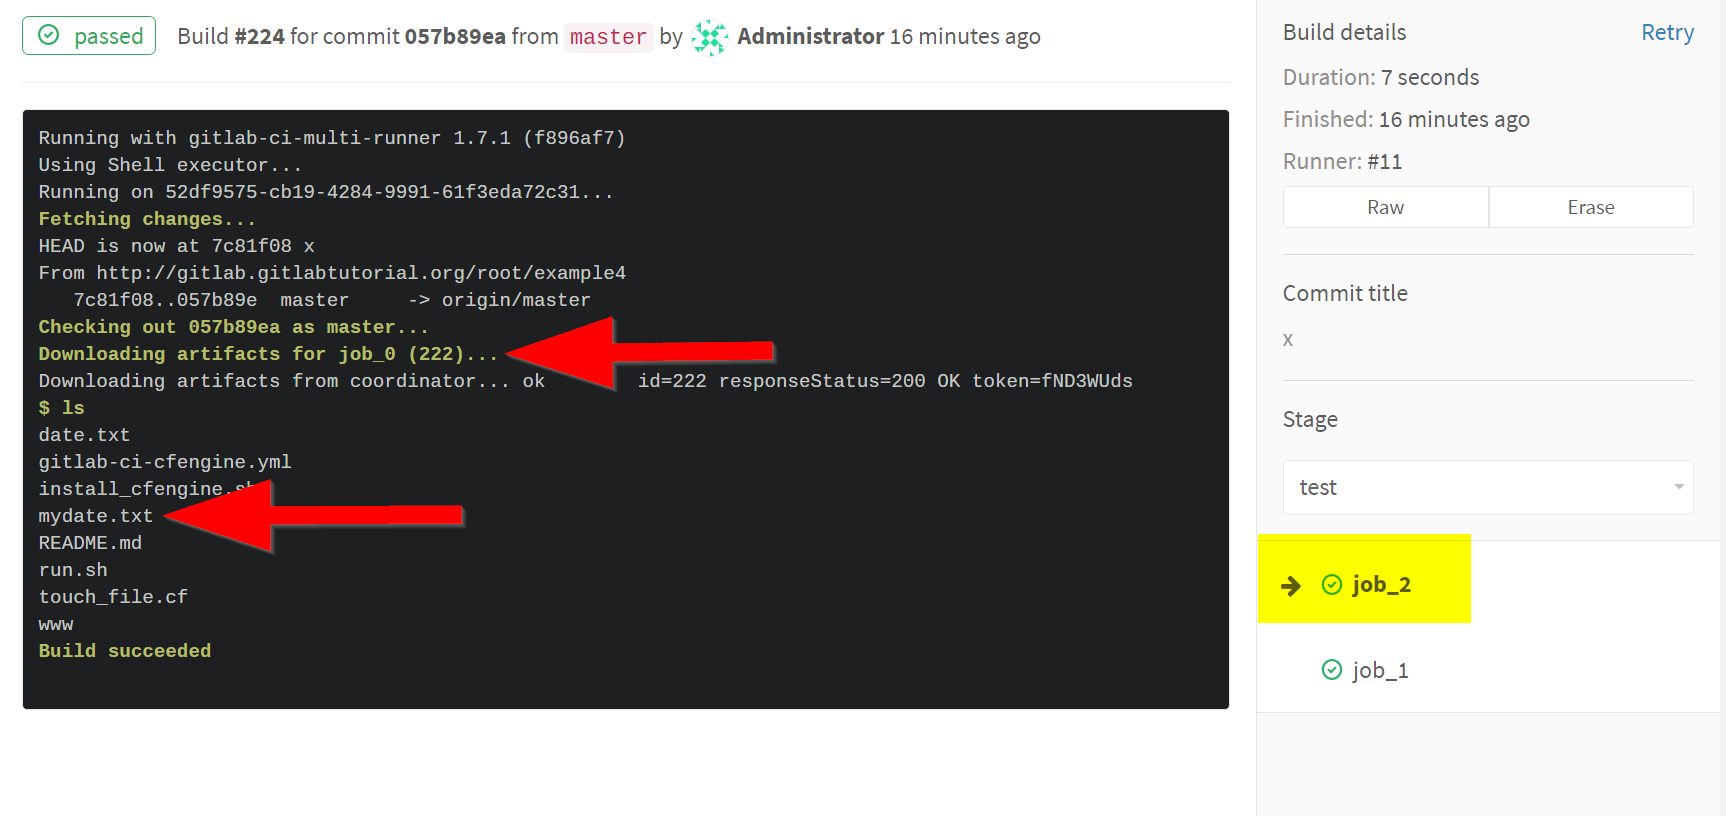 passed Build #224 for commit 057b89ea from master by Administrator 16 minutes ago
Running with gitlab-ci-multi-runner 1.7.1 (f896af7)
Using Shell executor...
Running on 52df9575-cb19-4284-9991-61f3eda72c31...
Fetching changes...
HEAD is now at 7c81f08 x
From http://gitlab.gitlabtutorial.org/root/example4
7c81f08..057b89e master -> origin/master
Checking out 057b89ea as master...
Downloading artifacts for job_0 (222)...
Downloading artifacts from coordinator... ok id=222 responseStatus=200 OK token=fND3WUds
$ ls
date.txt
gitlab-ci-cfengine.yml
install_cfengine.sh
mydate.txt
README.md
run.sh
touch_file.cf
www
Build succeeded
Build details Retry
Duration: 7 seconds
Finished: 16 minutes ago
Runner: #11
Raw Erase
Commit title
x
Stage
test
job_2
job_1